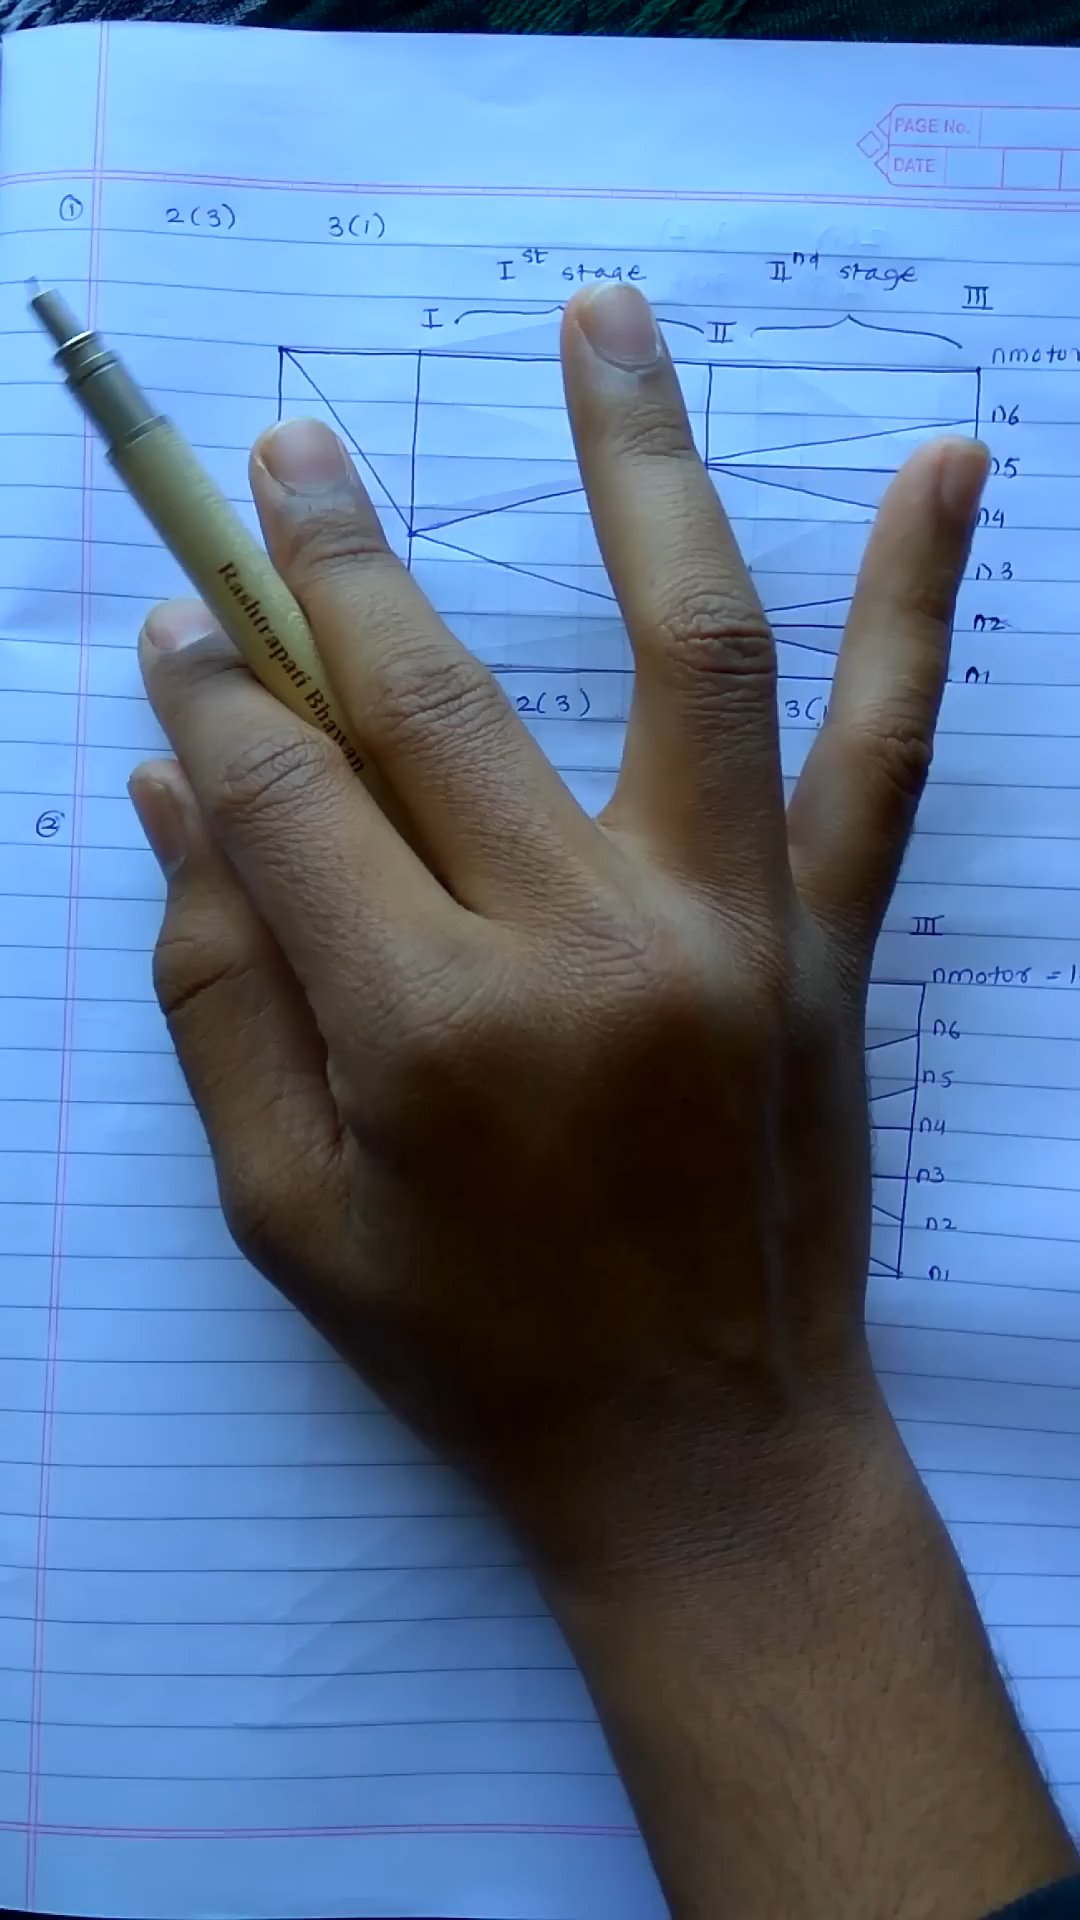 PAGE No.
DATE
① 2(3) 3(1)
Ist stage IInd stage
I II III
nmotor
n6
n5
n4
n3
n2
n1
2(3) 3(
Rashtrapati Bhawan
②
III
nmotor = 1
n6
n5
n4
n3
n2
n1